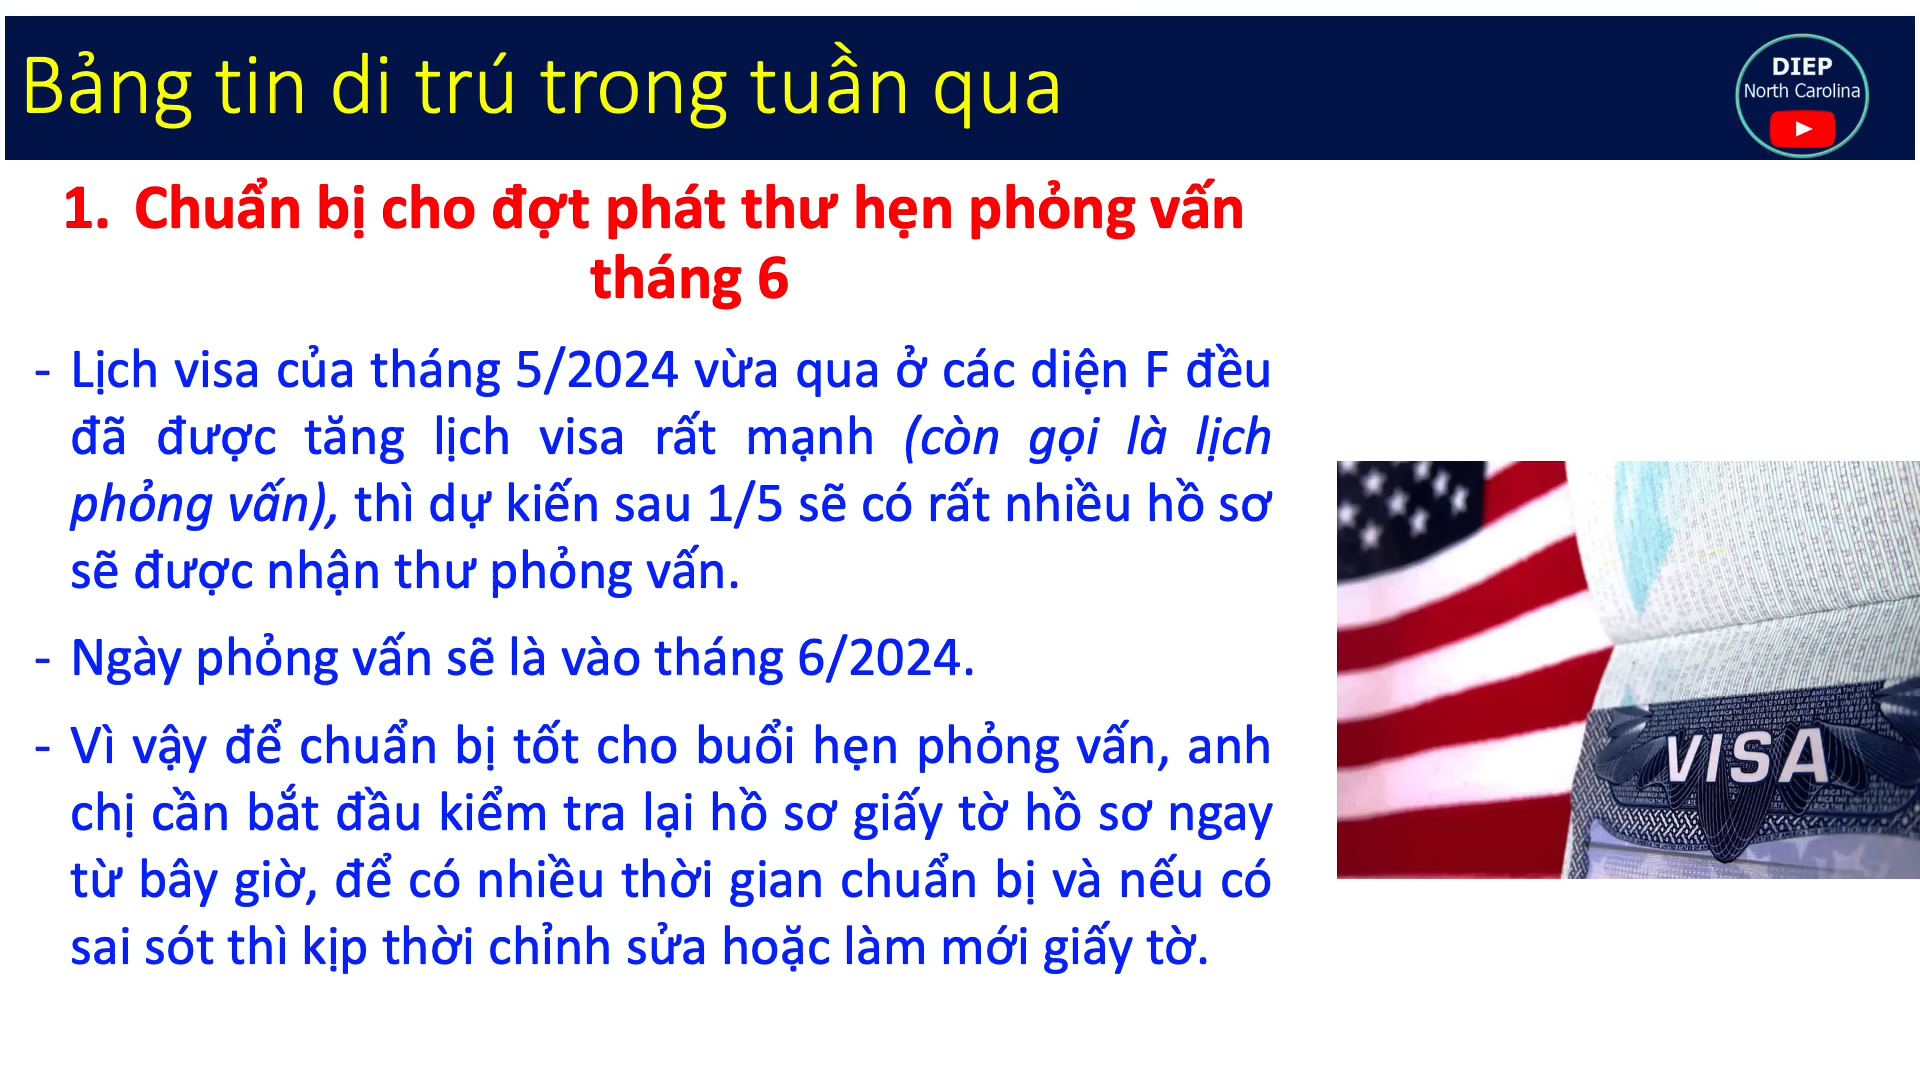 Bảng tin di trú trong tuần qua
DIEP
North Carolina
1. Chuẩn bị cho đợt phát thư hẹn phỏng vấn
tháng 6
- Lịch visa của tháng 5/2024 vừa qua ở các diện F đều
đã được tăng lịch visa rất mạnh (còn gọi là lịch
phỏng vấn), thì dự kiến sau 1/5 sẽ có rất nhiều hồ sơ
sẽ được nhận thư phỏng vấn.
- Ngày phỏng vấn sẽ là vào tháng 6/2024.
- Vì vậy để chuẩn bị tốt cho buổi hẹn phỏng vấn, anh
chị cần bắt đầu kiểm tra lại hồ sơ giấy tờ hồ sơ ngay
từ bây giờ, để có nhiều thời gian chuẩn bị và nếu có
sai sót thì kịp thời chỉnh sửa hoặc làm mới giấy tờ.
VISA